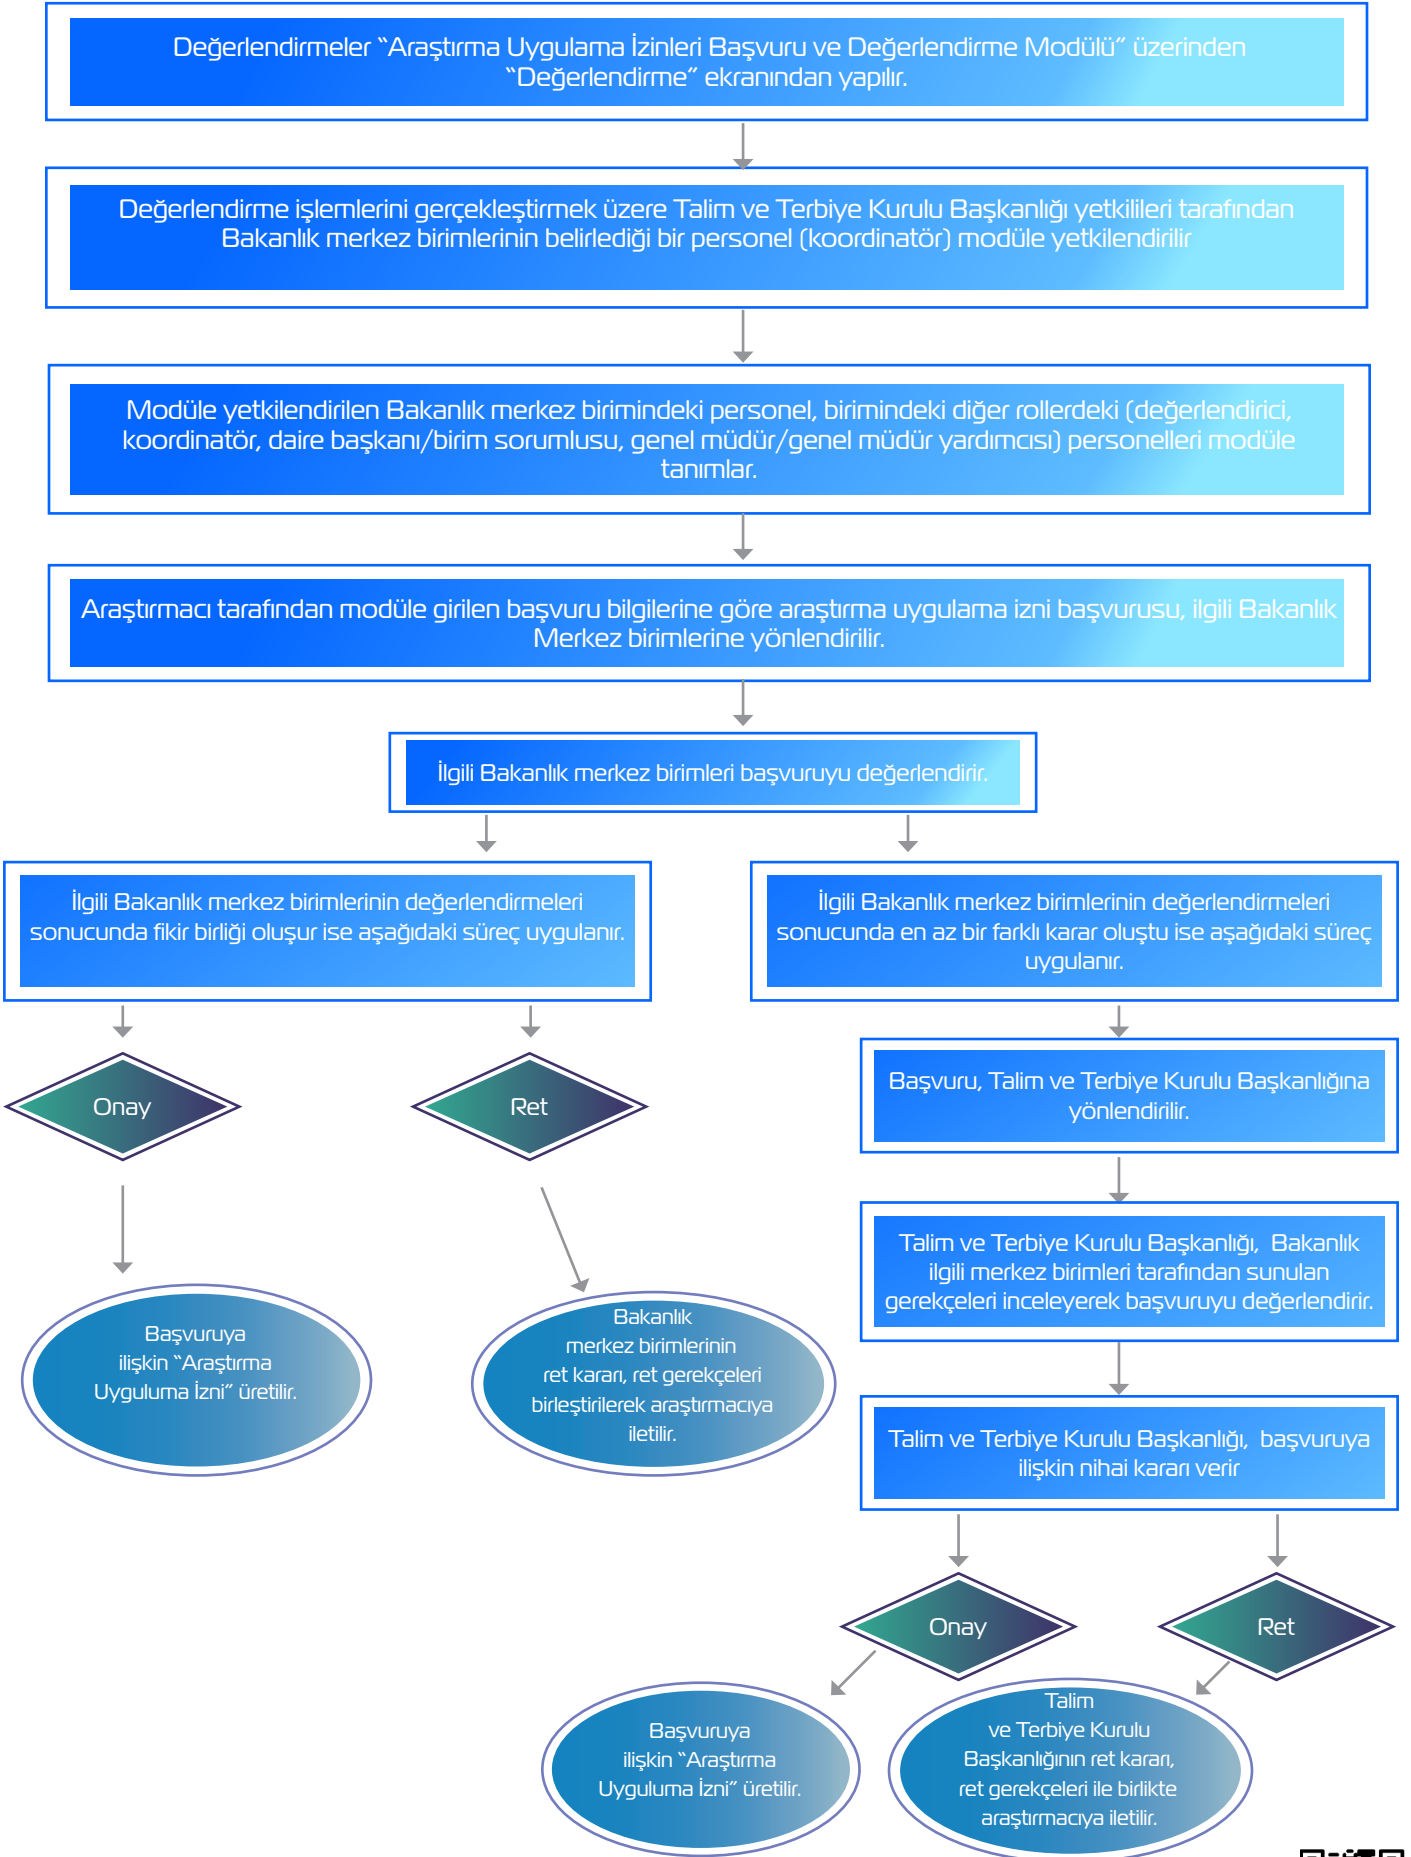 Değerlendirmeler “Araştırma Uygulama İzinleri Başvuru ve Değerlendirme Modülü” üzerinden
“Değerlendirme” ekranından yapılır.
Değerlendirme işlemlerini gerçekleştirmek üzere Talim ve Terbiye Kurulu Başkanlığı yetkilileri tarafından
Bakanlık merkez birimlerinin belirlediği bir personel (koordinatör) modüle yetkilendirilir
Modüle yetkilendirilen Bakanlık merkez birimindeki personel, birimindeki diğer rollerdeki (değerlendirici,
koordinatör, daire başkanı/birim sorumlusu, genel müdür/genel müdür yardımcısı) personelleri modüle
tanımlar.
Araştırmacı tarafından modüle girilen başvuru bilgilerine göre araştırma uygulama izni başvurusu, ilgili Bakanlık
Merkez birimlerine yönlendirilir.
İlgili Bakanlık merkez birimleri başvuruyu değerlendirir.
İlgili Bakanlık merkez birimlerinin değerlendirmeleri
sonucunda fikir birliği oluşur ise aşağıdaki süreç uygulanır.
İlgili Bakanlık merkez birimlerinin değerlendirmeleri
sonucunda en az bir farklı karar oluştu ise aşağıdaki süreç
uygulanır.
Onay
Ret
Başvuru, Talim ve Terbiye Kurulu Başkanlığına
yönlendirilir.
Talim ve Terbiye Kurulu Başkanlığı, Bakanlık
ilgili merkez birimleri tarafından sunulan
gerekçeleri inceleyerek başvuruyu değerlendirir.
Başvuruya
ilişkin “Araştırma
Uyguluma İzni” üretilir.
Bakanlık
merkez birimlerinin
ret kararı, ret gerekçeleri
birleştirilerek araştırmacıya
iletilir.
Talim ve Terbiye Kurulu Başkanlığı, başvuruya
ilişkin nihai kararı verir
Onay
Ret
Başvuruya
ilişkin “Araştırma
Uyguluma İzni” üretilir.
Talim
ve Terbiye Kurulu
Başkanlığının ret kararı,
ret gerekçeleri ile birlikte
araştırmacıya iletilir.